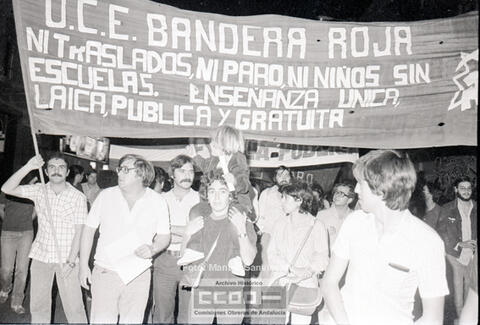 U.C.E. BANDERA ROJA
NI TRASLADOS, NI PARO, NI NIÑOS SIN
ESCUELAS. ENSEÑANZA UNICA,
LAICA, PUBLICA Y GRATUITA
Archivo Histórico
CCOO
Comisiones Obreras de Andalucía